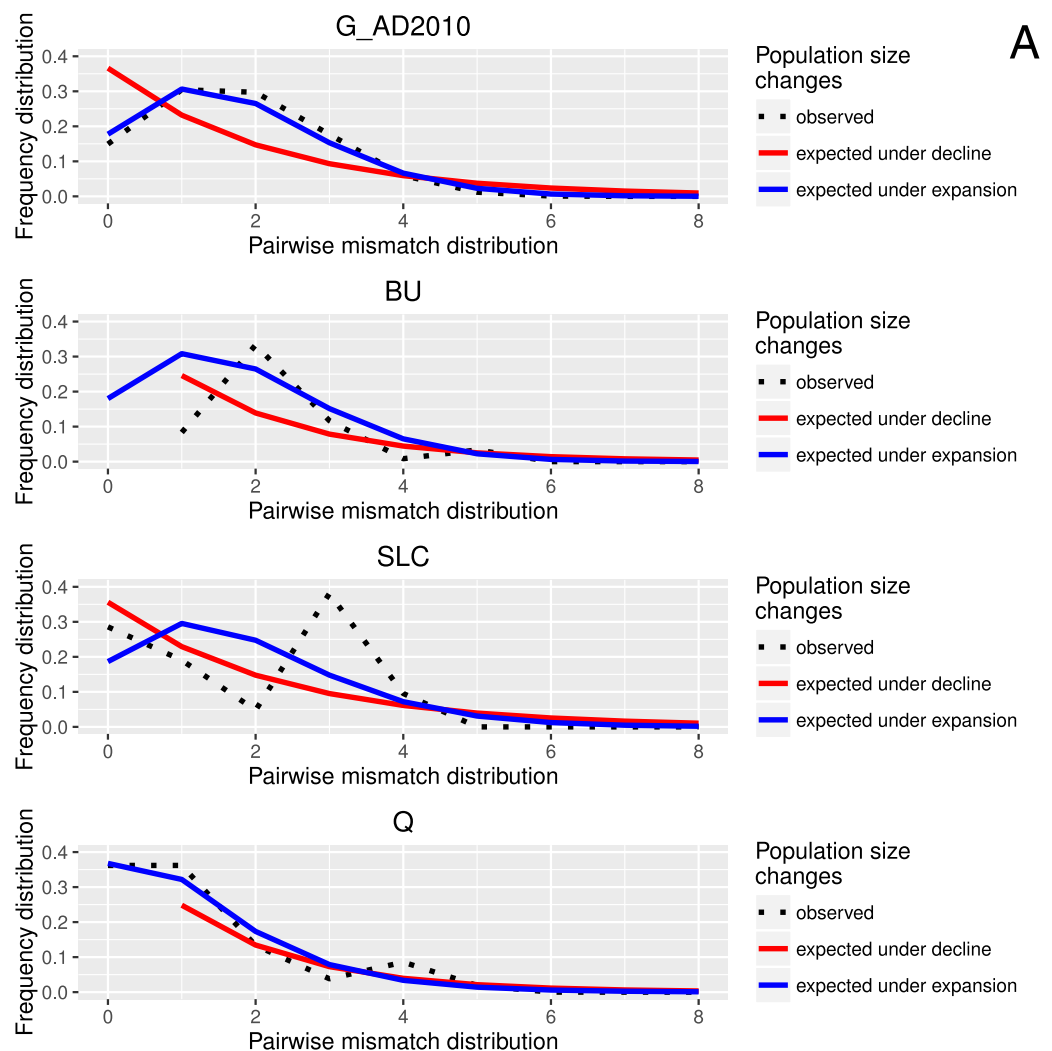 A
G_AD2010
Frequency distribution
0.4
0.3
0.2
0.1
0.0
0 2 4 6 8
Pairwise mismatch distribution
Population size
changes
observed
expected under decline
expected under expansion
BU
Frequency distribution
0.4
0.3
0.2
0.1
0.0
0 2 4 6 8
Pairwise mismatch distribution
Population size
changes
observed
expected under decline
expected under expansion
SLC
Frequency distribution
0.4
0.3
0.2
0.1
0.0
0 2 4 6 8
Pairwise mismatch distribution
Population size
changes
observed
expected under decline
expected under expansion
Q
Frequency distribution
0.4
0.3
0.2
0.1
0.0
0 2 4 6 8
Pairwise mismatch distribution
Population size
changes
observed
expected under decline
expected under expansion